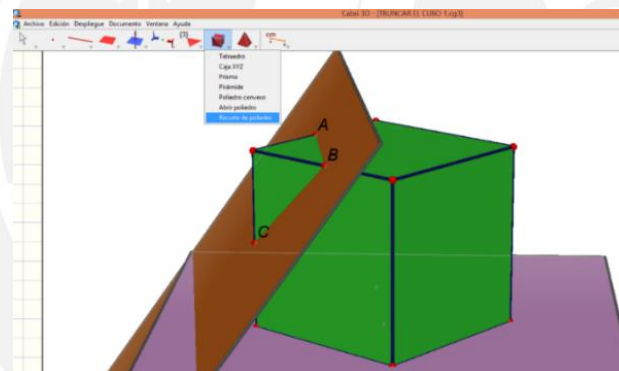 Cabri 3D - [TRUNCAR EL CUBO 1.cg3]
Archivo Edición Despliegue Documento Ventana Ayuda
Tetraedro
Caja XYZ
Prisma
Pirámide
Poliedro convexo
Abrir poliedro
Recorte de poliedro
A
B
C